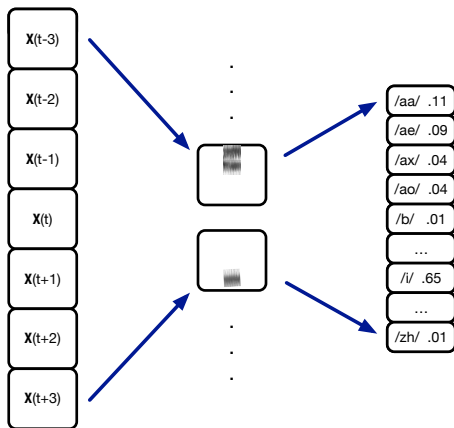 X(t-3)
X(t-2)
X(t-1)
X(t)
X(t+1)
X(t+2)
X(t+3)
.
.
.
.
.
.
/aa/ .11
/ae/ .09
/ax/ .04
/ao/ .04
/b/ .01
...
/i/ .65
...
/zh/ .01